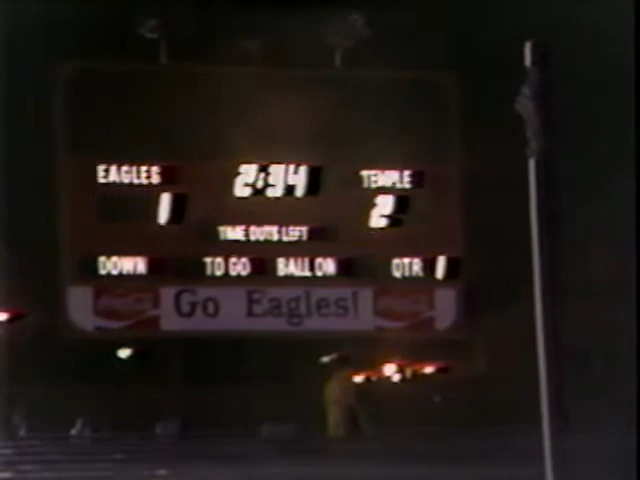 EAGLES 2:34 TEMPLE
1 2
TIME OUTS LEFT
DOWN TO GO BALL ON QTR 1
Go Eagles!